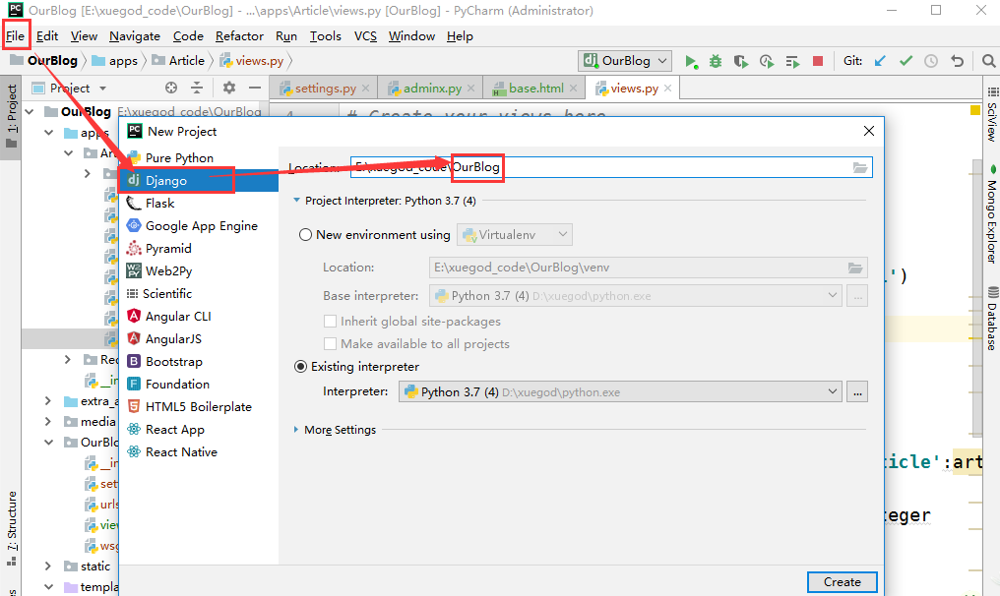 OurBlog [E:\xuegod_code\OurBlog] - ...\apps\Article\views.py [OurBlog] - PyCharm (Administrator)
File Edit View Navigate Code Refactor Run Tools VCS Window Help
OurBlog apps Article views.py OurBlog Git:
Project settings.py adminx.py base.html views.py
1: Project
7: Structure
SciView
Mongo Explorer
Database
OurBlog E:\xuegod_code\OurBlog
4 # Create your views here
apps
extra_a
media
OurBlo
__in
sett
urls
view
wsg
static
templa
')
icle':art
teger
New Project
Pure Python
Django
Flask
Google App Engine
Pyramid
Web2Py
Scientific
Angular CLI
AngularJS
Bootstrap
Foundation
HTML5 Boilerplate
React App
React Native
Location: E:\xuegod_code\OurBlog
Project Interpreter: Python 3.7 (4)
New environment using Virtualenv
Location: E:\xuegod_code\OurBlog\venv
Base interpreter: Python 3.7 (4) D:\xuegod\python.exe ...
Inherit global site-packages
Make available to all projects
Existing interpreter
Interpreter: Python 3.7 (4) D:\xuegod\python.exe ...
More Settings
Create